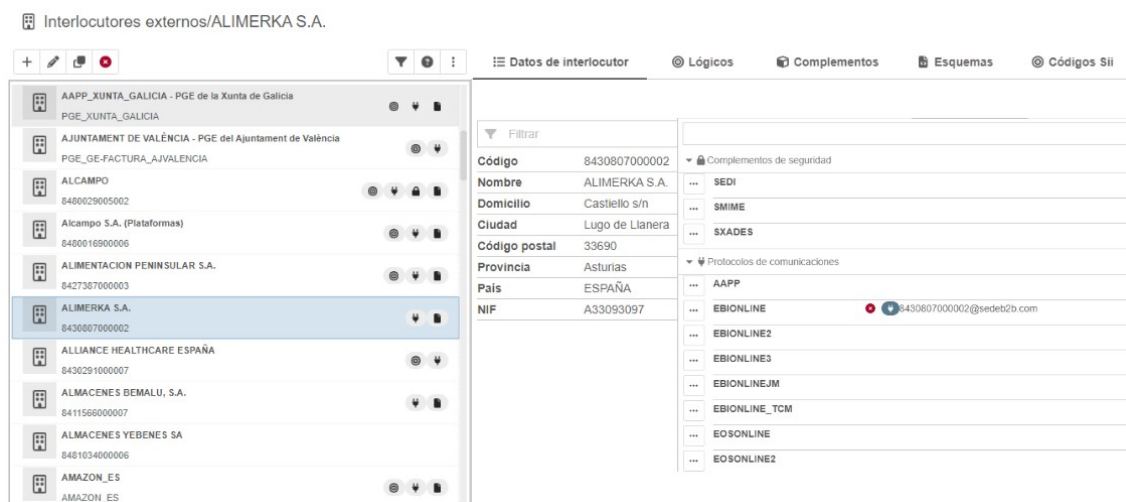 Interlocutores externos/ALIMERKA S.A.
Datos de interlocutor Lógicos Complementos Esquemas Códigos Sii
AAPP_XUNTA_GALICIA - PGE de la Xunta de Galicia
PGE_XUNTA_GALICIA
AJUNTAMENT DE VALÈNCIA - PGE del Ajuntament de València
PGE_GE-FACTURA_AJVALENCIA
ALCAMPO
8480029005002
Alcampo S.A. (Plataformas)
8480016900006
ALIMENTACION PENINSULAR S.A.
8427387000003
ALIMERKA S.A.
8430807000002
ALLIANCE HEALTHCARE ESPAÑA
8430291000007
ALMACENES BEMALU, S.A.
8411566000007
ALMACENES YEBENES SA
8481034000006
AMAZON_ES
AMAZON_ES
Filtrar
Código 8430807000002
Nombre ALIMERKA S.A.
Domicilio Castiello s/n
Ciudad Lugo de Llanera
Código postal 33690
Provincia Asturias
País ESPAÑA
NIF A33093097
Complementos de seguridad
SEDI
SMIME
SXADES
Protocolos de comunicaciones
AAPP
EBIONLINE 8430807000002@sedeb2b.com
EBIONLINE2
EBIONLINE3
EBIONLINEJM
EBIONLINE_TCM
EOSONLINE
EOSONLINE2